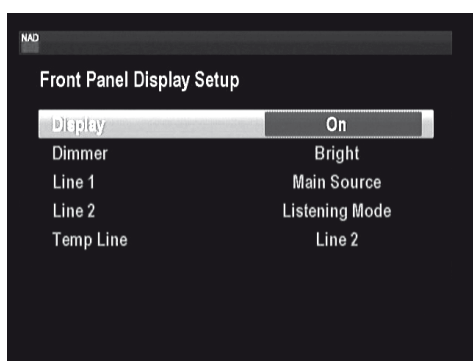 NAD
Front Panel Display Setup
Display On
Dimmer Bright
Line 1 Main Source
Line 2 Listening Mode
Temp Line Line 2